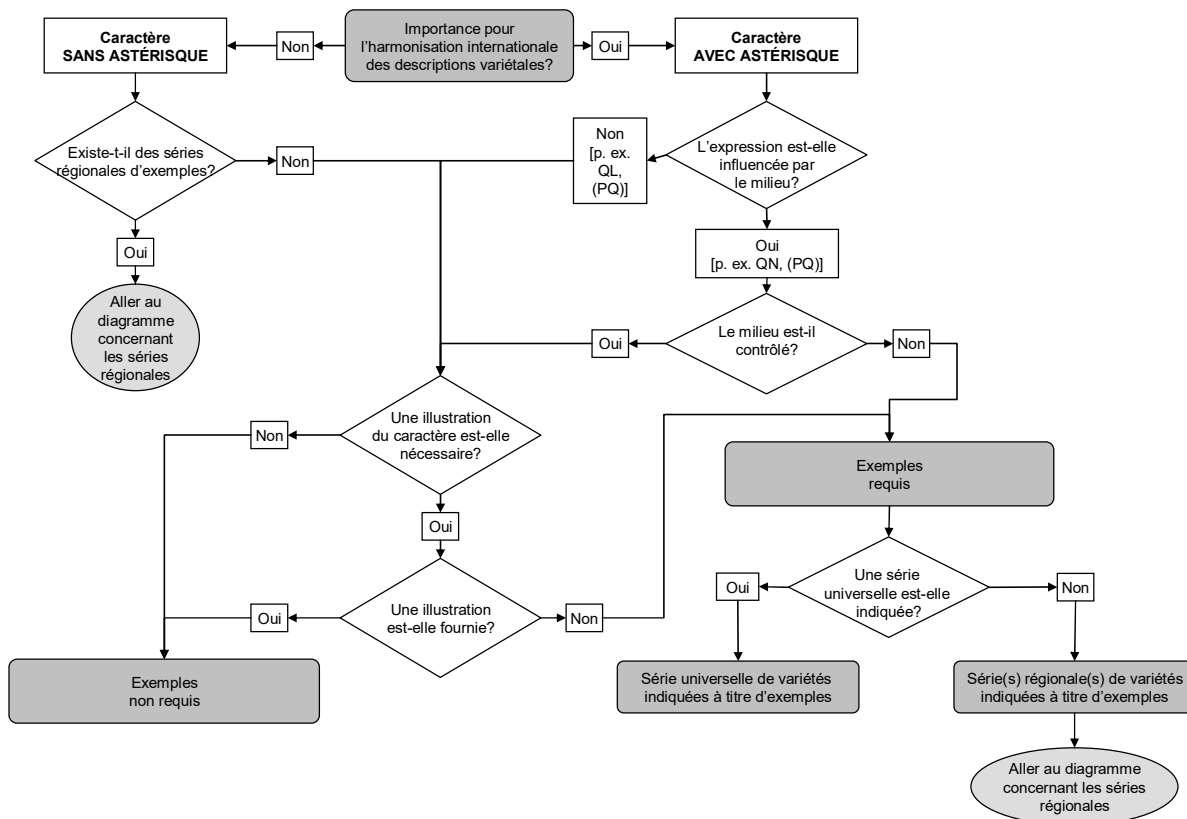 Caractère
SANS ASTÉRISQUE
Non
Importance pour
l'harmonisation internationale
des descriptions variétales?
Oui
Caractère
AVEC ASTÉRISQUE
Existe-t-il des séries
régionales d'exemples?
Non
Non
[p. ex.
QL,
(PQ)]
L'expression est-elle
influencée par
le milieu?
Oui
Oui
[p. ex. QN, (PQ)]
Aller au
diagramme
concernant
les séries
régionales
Oui
Le milieu est-il
contrôlé?
Non
Non
Une illustration
du caractère est-elle
nécessaire?
Exemples
requis
Oui
Oui
Une illustration
est-elle fournie?
Non
Oui
Une série
universelle est-elle
indiquée?
Non
Exemples
non requis
Série universelle de variétés
indiquées à titre d'exemples
Série(s) régionale(s) de variétés
indiquées à titre d'exemples
Aller au diagramme
concernant les séries
régionales